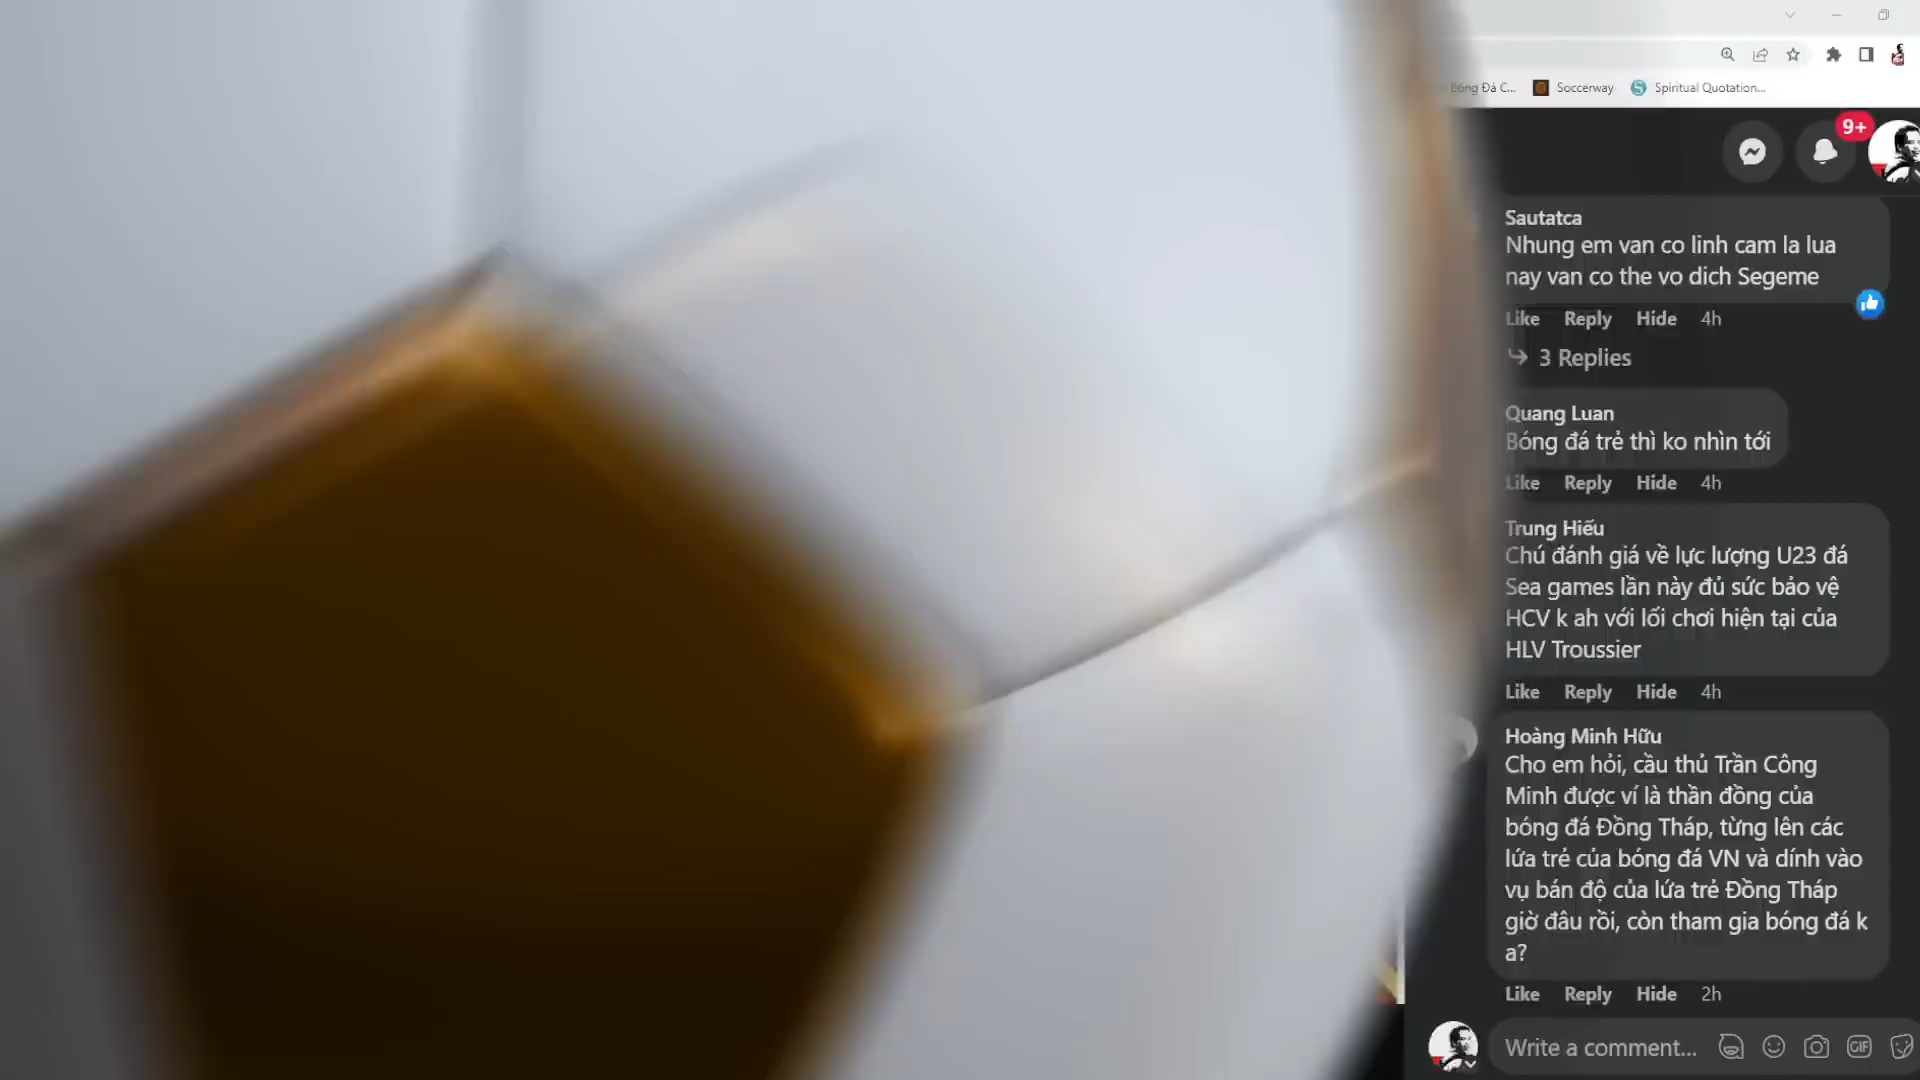 Bóng Đá C...
Soccerway
Spiritual Quotation...
9+
Sautatca
Nhung em van co linh cam la lua
nay van co the vo dich Segeme
Like Reply Hide 4h
3 Replies
Quang Luan
Bóng đá trẻ thì ko nhìn tới
Like Reply Hide 4h
Trung Hiếu
Chú đánh giá về lực lượng U23 đá
Sea games lần này đủ sức bảo vệ
HCV k ah với lối chơi hiện tại của
HLV Troussier
Like Reply Hide 4h
Hoàng Minh Hữu
Cho em hỏi, cầu thủ Trần Công
Minh được ví là thần đồng của
bóng đá Đồng Tháp, từng lên các
lứa trẻ của bóng đá VN và dính vào
vụ bán độ của lứa trẻ Đồng Tháp
giờ đâu rồi, còn tham gia bóng đá k
a?
Like Reply Hide 2h
Write a comment...
GIF